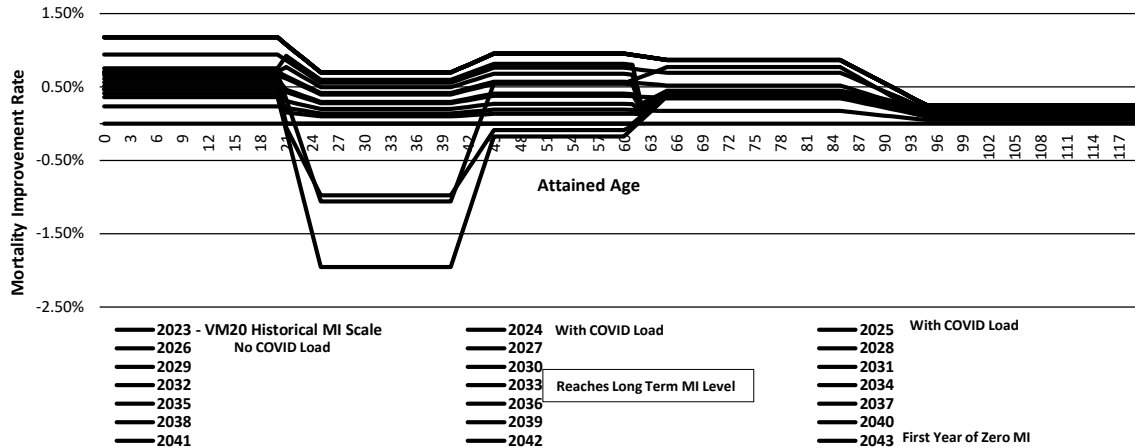 1.50%
0.50%
-0.50%
-1.50%
-2.50%
Mortality Improvement Rate
0 3 6 9 12 15 18 21 24 27 30 33 36 39 42 45 48 51 54 57 60 63 66 69 72 75 78 81 84 87 90 93 96 99 102 105 108 111 114 117
Attained Age
2023 - VM20 Historical MI Scale 2024 With COVID Load 2025 With COVID Load
No COVID Load
2026 2027 2028
2029 2030 2031
2032 2033 2034
Reaches Long Term MI Level
2035 2036 2037
2038 2039 2040
2041 2042 2043 First Year of Zero MI